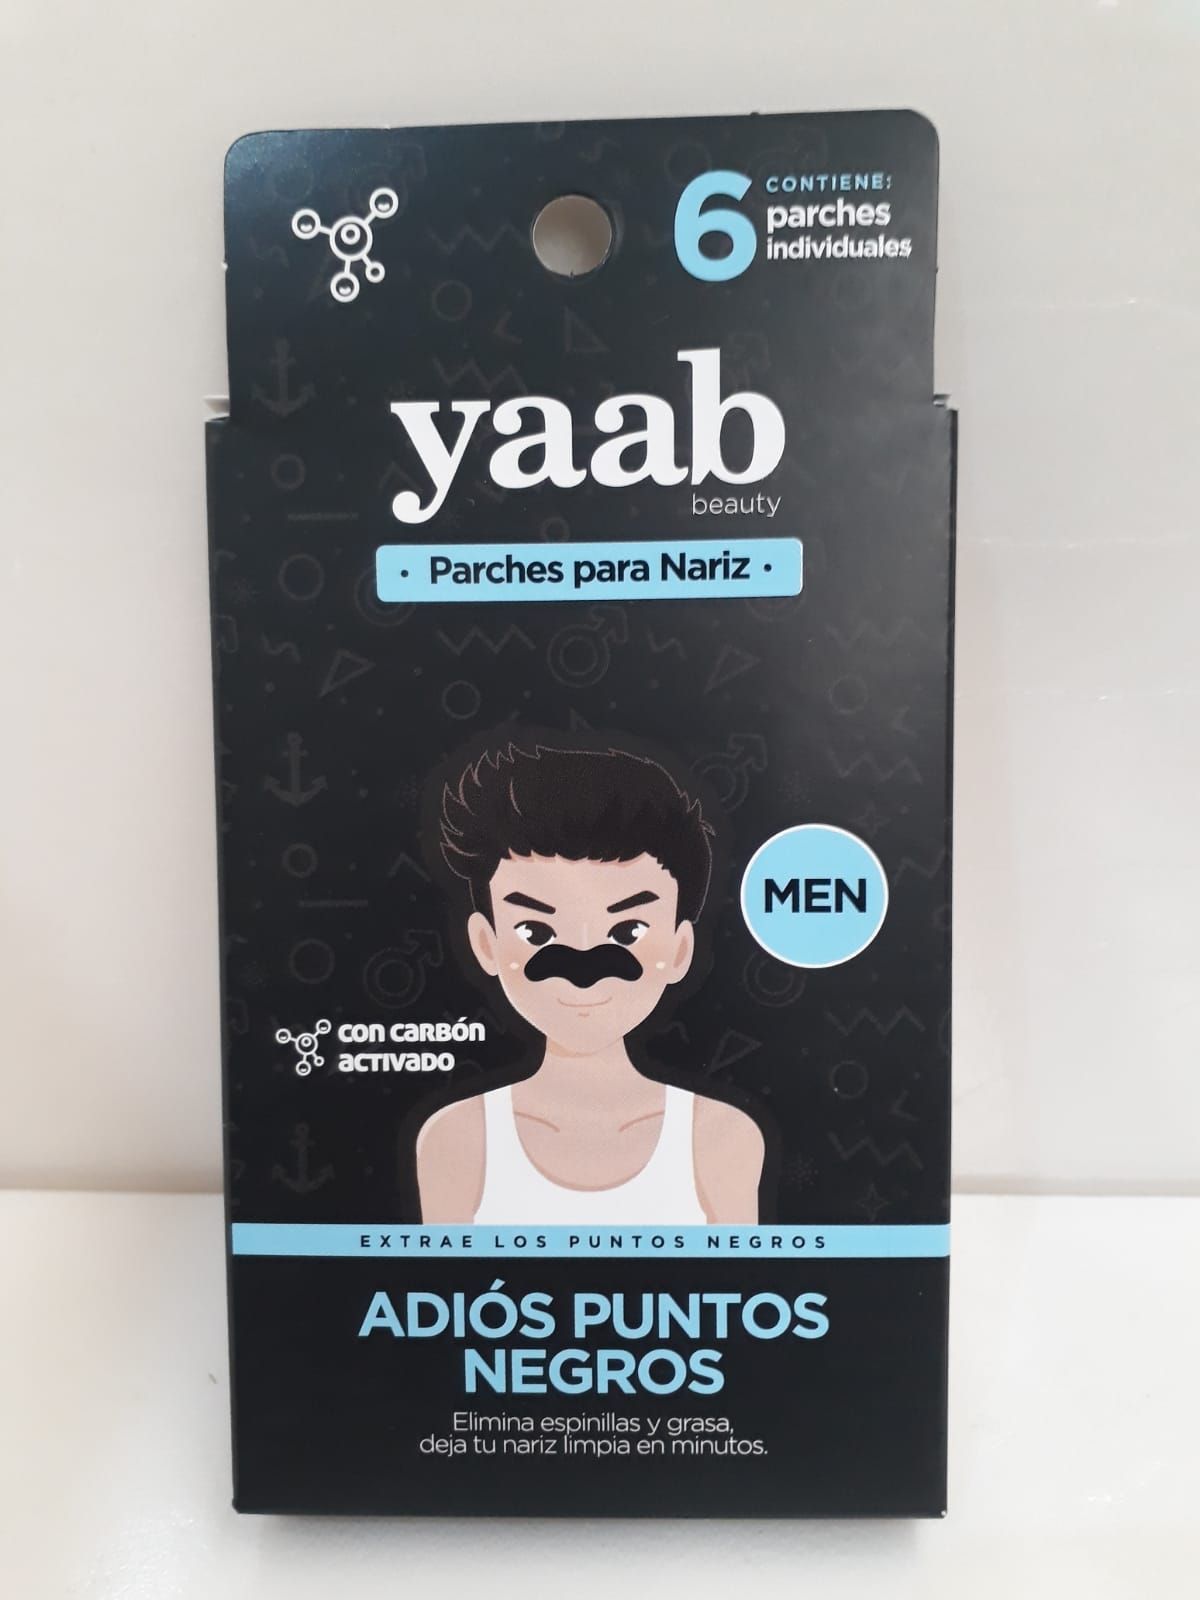 6 CONTIENE:
parches
individuales
yaab
beauty
· Parches para Nariz ·
MEN
CON CARBÓN
ACTIVADO
EXTRAE LOS PUNTOS NEGROS
ADIÓS PUNTOS
NEGROS
Elimina espinillas y grasa,
deja tu nariz limpia en minutos.